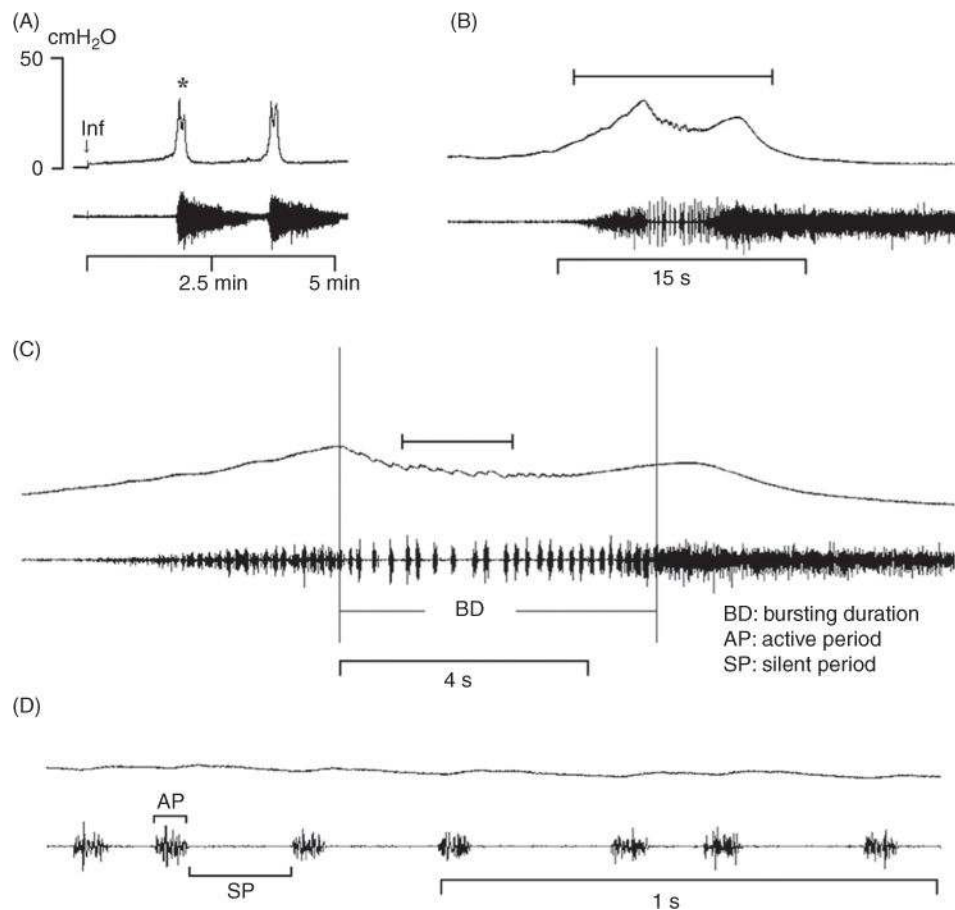 (A)
cmH₂O
50
*
Inf
0
2.5 min
5 min
(B)
15 s
(C)
BD
BD: bursting duration
AP: active period
SP: silent period
4 s
(D)
AP
SP
1 s